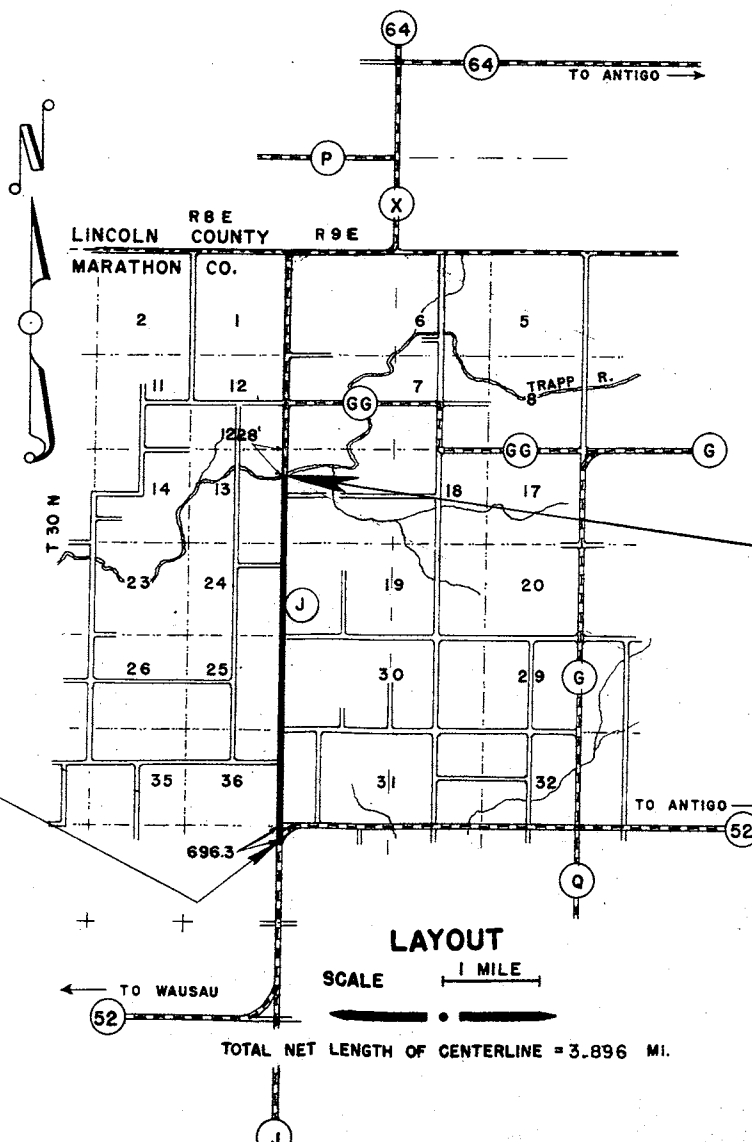 64
64
TO ANTIGO
P
X
R8E
LINCOLN COUNTY R9E
MARATHON CO.
2 1 6 5
11 12 7
TRAPP R.
8
GG
1228'
GG G
14 13 18 17
T 30 N
23 24 19 20
J
26 25 30 29
G
35 36 31 32
TO ANTIGO
52
696.3
Q
LAYOUT
SCALE 1 MILE
TO WAUSAU
52
TOTAL NET LENGTH OF CENTERLINE = 3.896 MI.
J